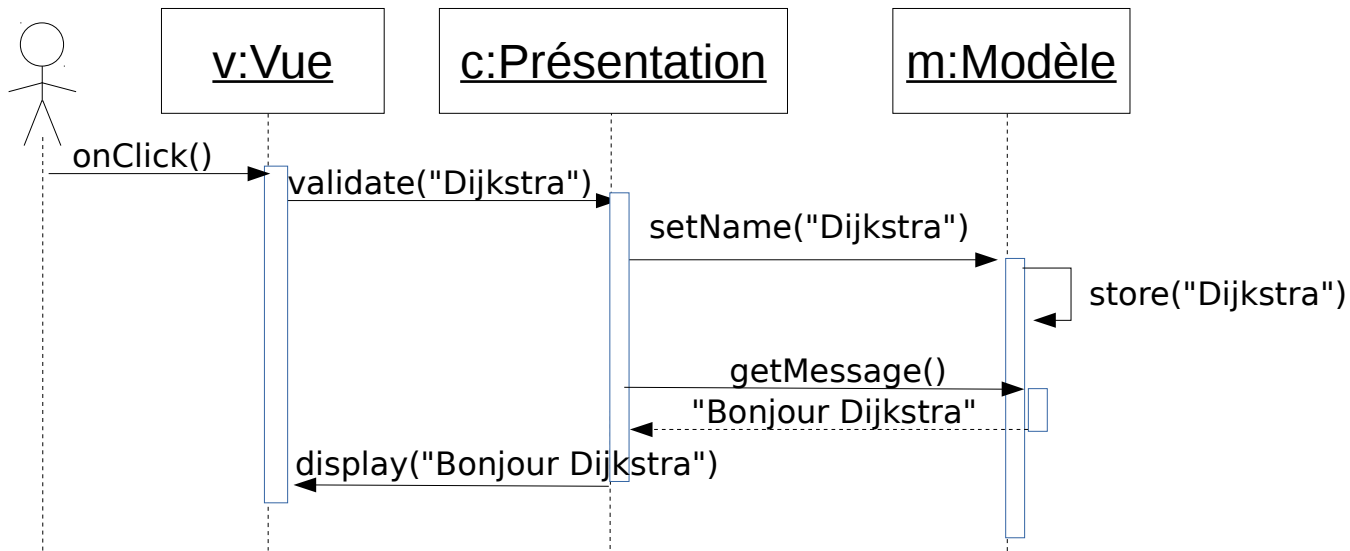 v:Vue
c:Présentation
m:Modèle
onClick()
validate("Dijkstra")
setName("Dijkstra")
store("Dijkstra")
getMessage()
"Bonjour Dijkstra"
display("Bonjour Dijkstra")